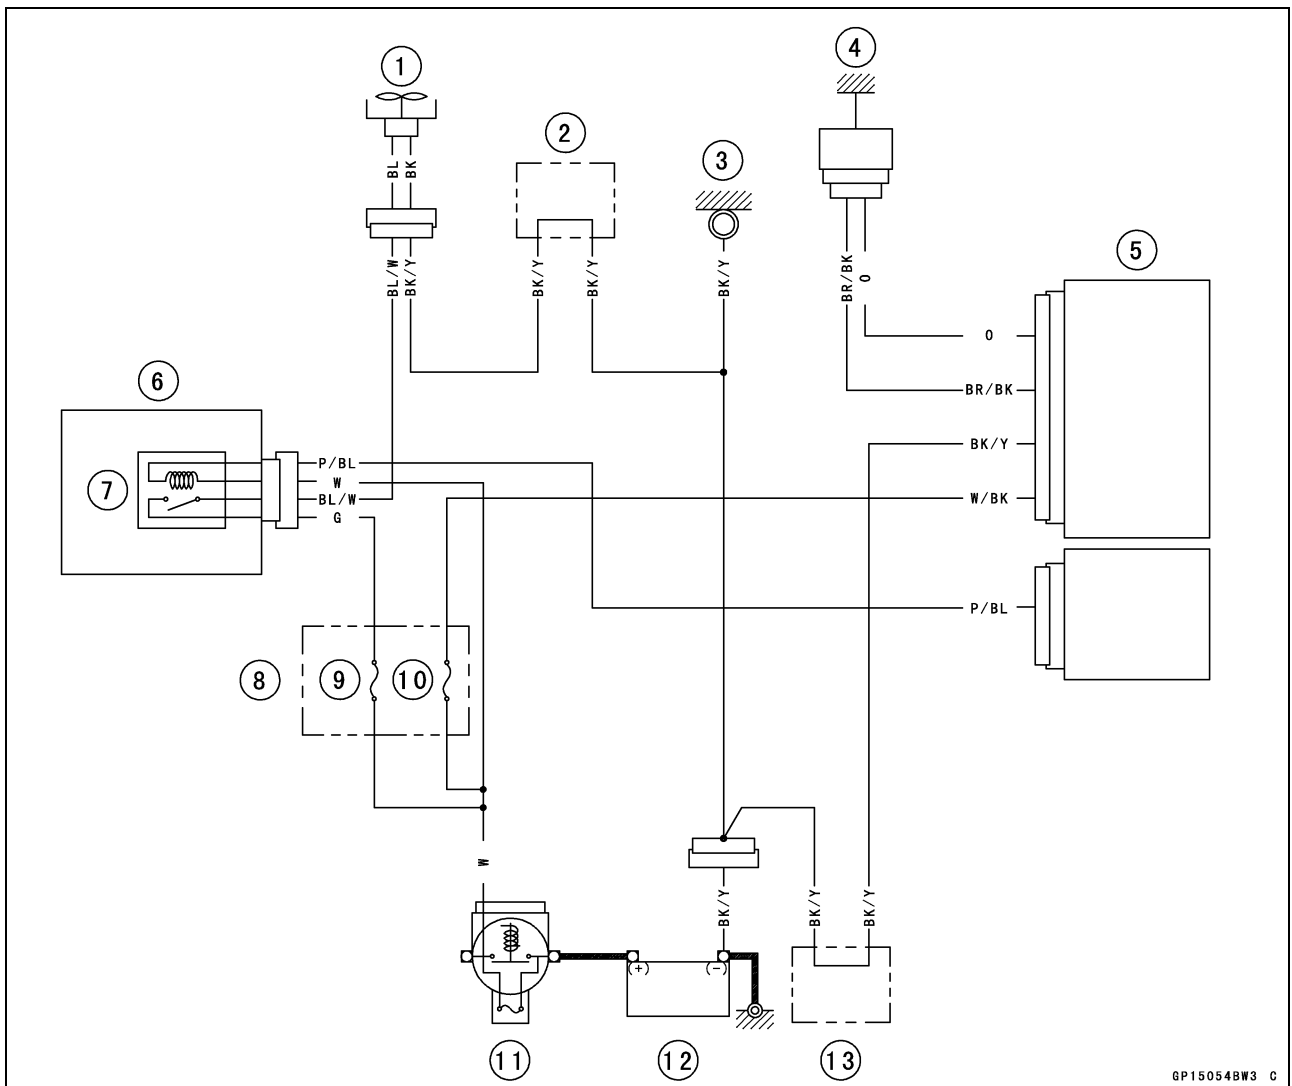 1
2
3
4
5
BL
BK
BL/W
BK/Y
BK/Y
BK/Y
BK/Y
BR/BK
O
O
BR/BK
BK/Y
W/BK
P/BL
6
7
P/BL
W
BL/W
G
8
9
10
W
BK/Y
BK/Y
BK/Y
(+)
(-)
11
12
13
GP15054BW3 C